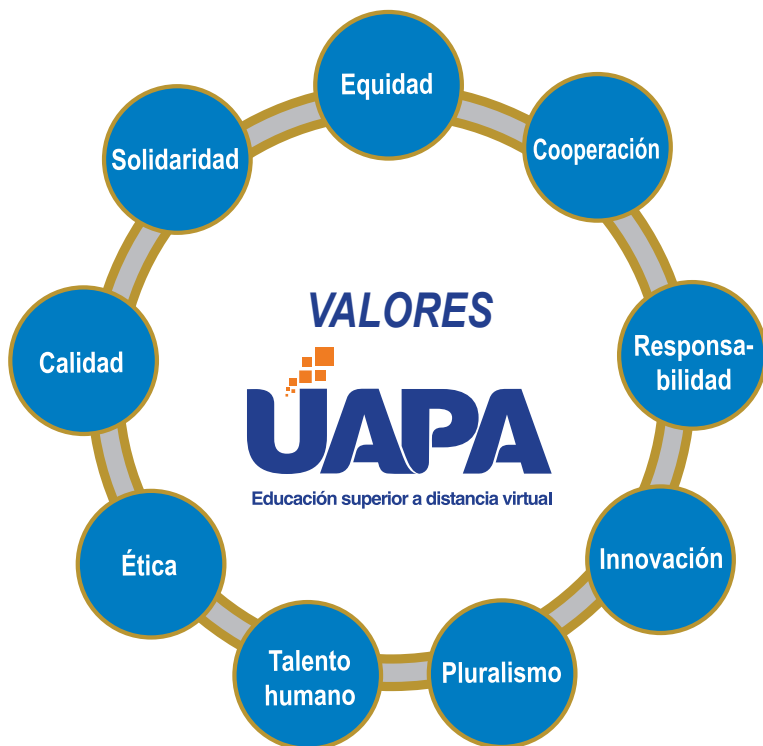 Equidad
Cooperación
Responsa-
bilidad
Innovación
Pluralismo
Talento
humano
Ética
Calidad
Solidaridad
VALORES
UAPA
Educación superior a distancia virtual